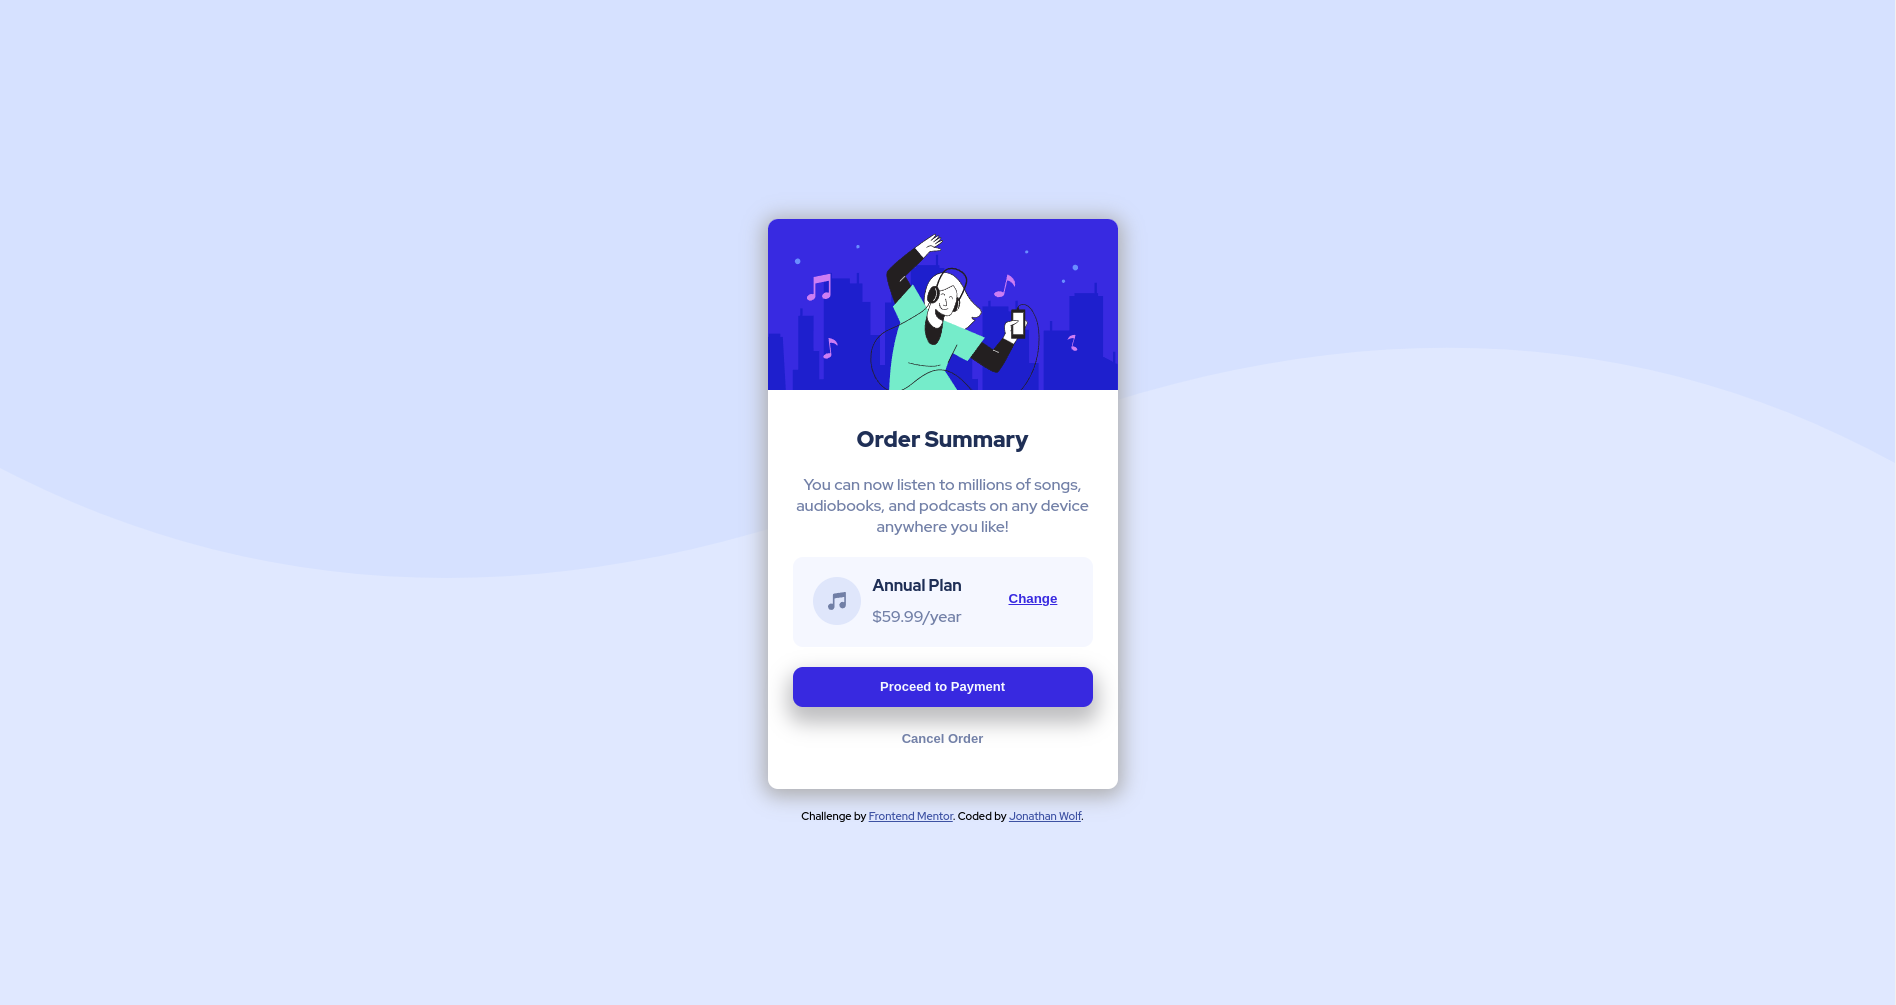 Order Summary
You can now listen to millions of songs,
audiobooks, and podcasts on any device
anywhere you like!
Annual Plan
$59.99/year
Change
Proceed to Payment
Cancel Order
Challenge by Frontend Mentor. Coded by Jonathan Wolf.